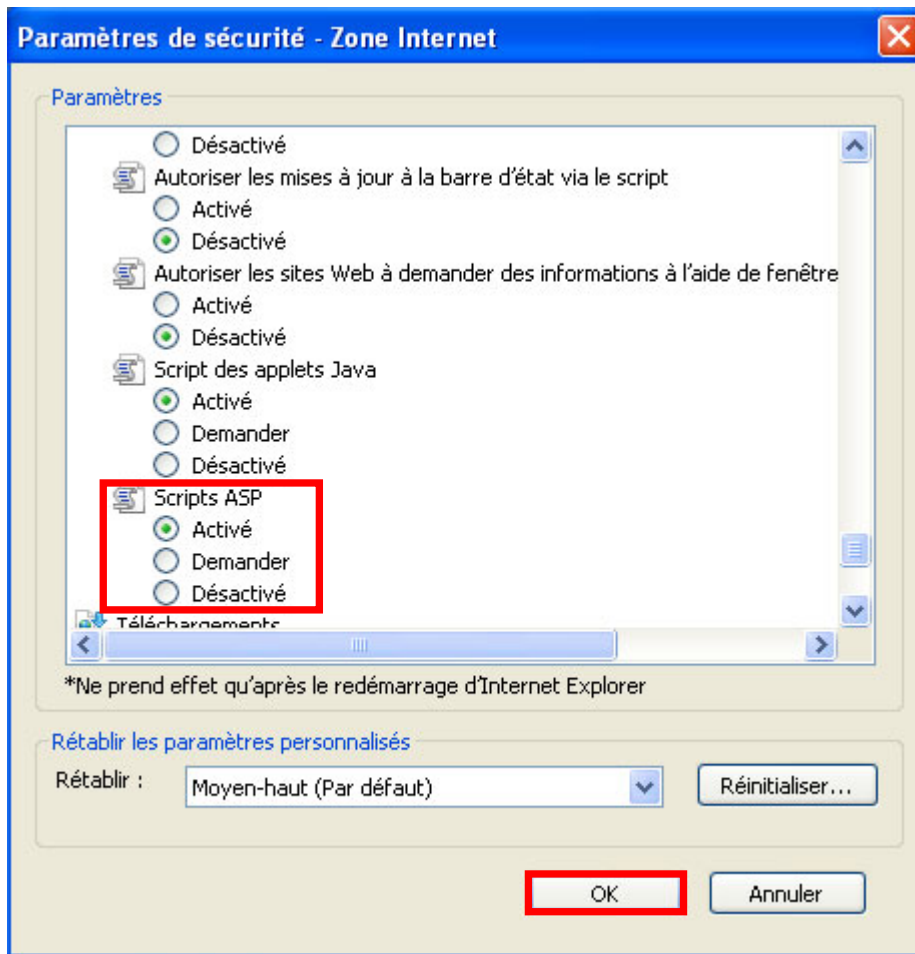 Paramètres de sécurité - Zone Internet
Paramètres
Désactivé
Autoriser les mises à jour à la barre d'état via le script
Activé
Désactivé
Autoriser les sites Web à demander des informations à l'aide de fenêtre
Activé
Désactivé
Script des applets Java
Activé
Demander
Désactivé
Scripts ASP
Activé
Demander
Désactivé
Téléchargements
*Ne prend effet qu'après le redémarrage d'Internet Explorer
Rétablir les paramètres personnalisés
Rétablir : Moyen-haut (Par défaut) Réinitialiser...
OK Annuler